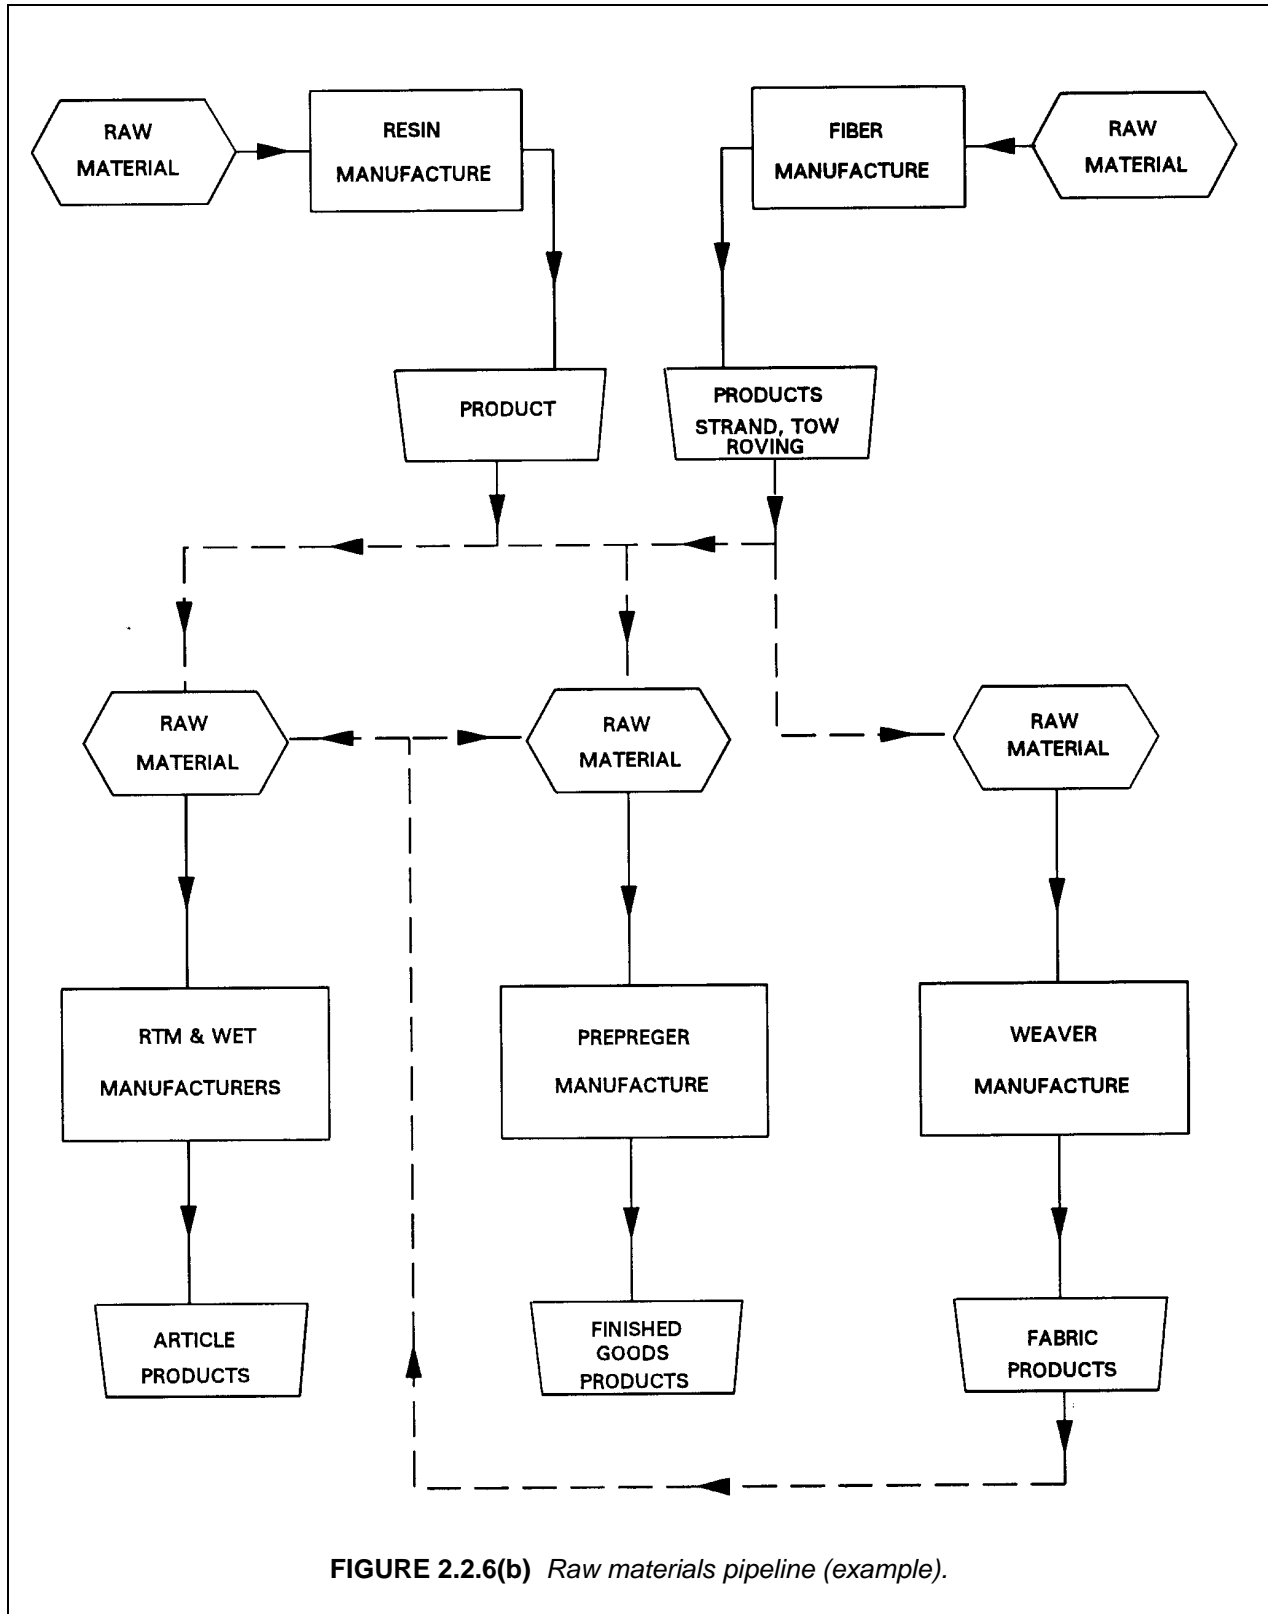 RAW
MATERIAL
RESIN
MANUFACTURE
FIBER
MANUFACTURE
RAW
MATERIAL
PRODUCT
PRODUCTS
STRAND, TOW
ROVING
RAW
MATERIAL
RAW
MATERIAL
RAW
MATERIAL
RTM & WET
MANUFACTURERS
PREPREGER
MANUFACTURE
WEAVER
MANUFACTURE
ARTICLE
PRODUCTS
FINISHED
GOODS
PRODUCTS
FABRIC
PRODUCTS
FIGURE 2.2.6(b) Raw materials pipeline (example).